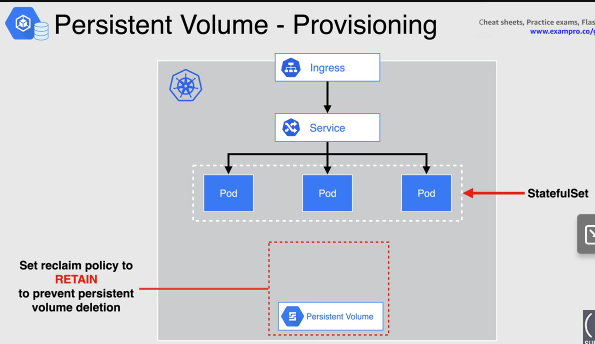 Persistent Volume - Provisioning
Cheat sheets, Practice exams, Flas
www.exampro.co/g
Ingress
Service
Pod
Pod
Pod
StatefulSet
Set reclaim policy to
RETAIN
to prevent persistent
volume deletion
Persistent Volume